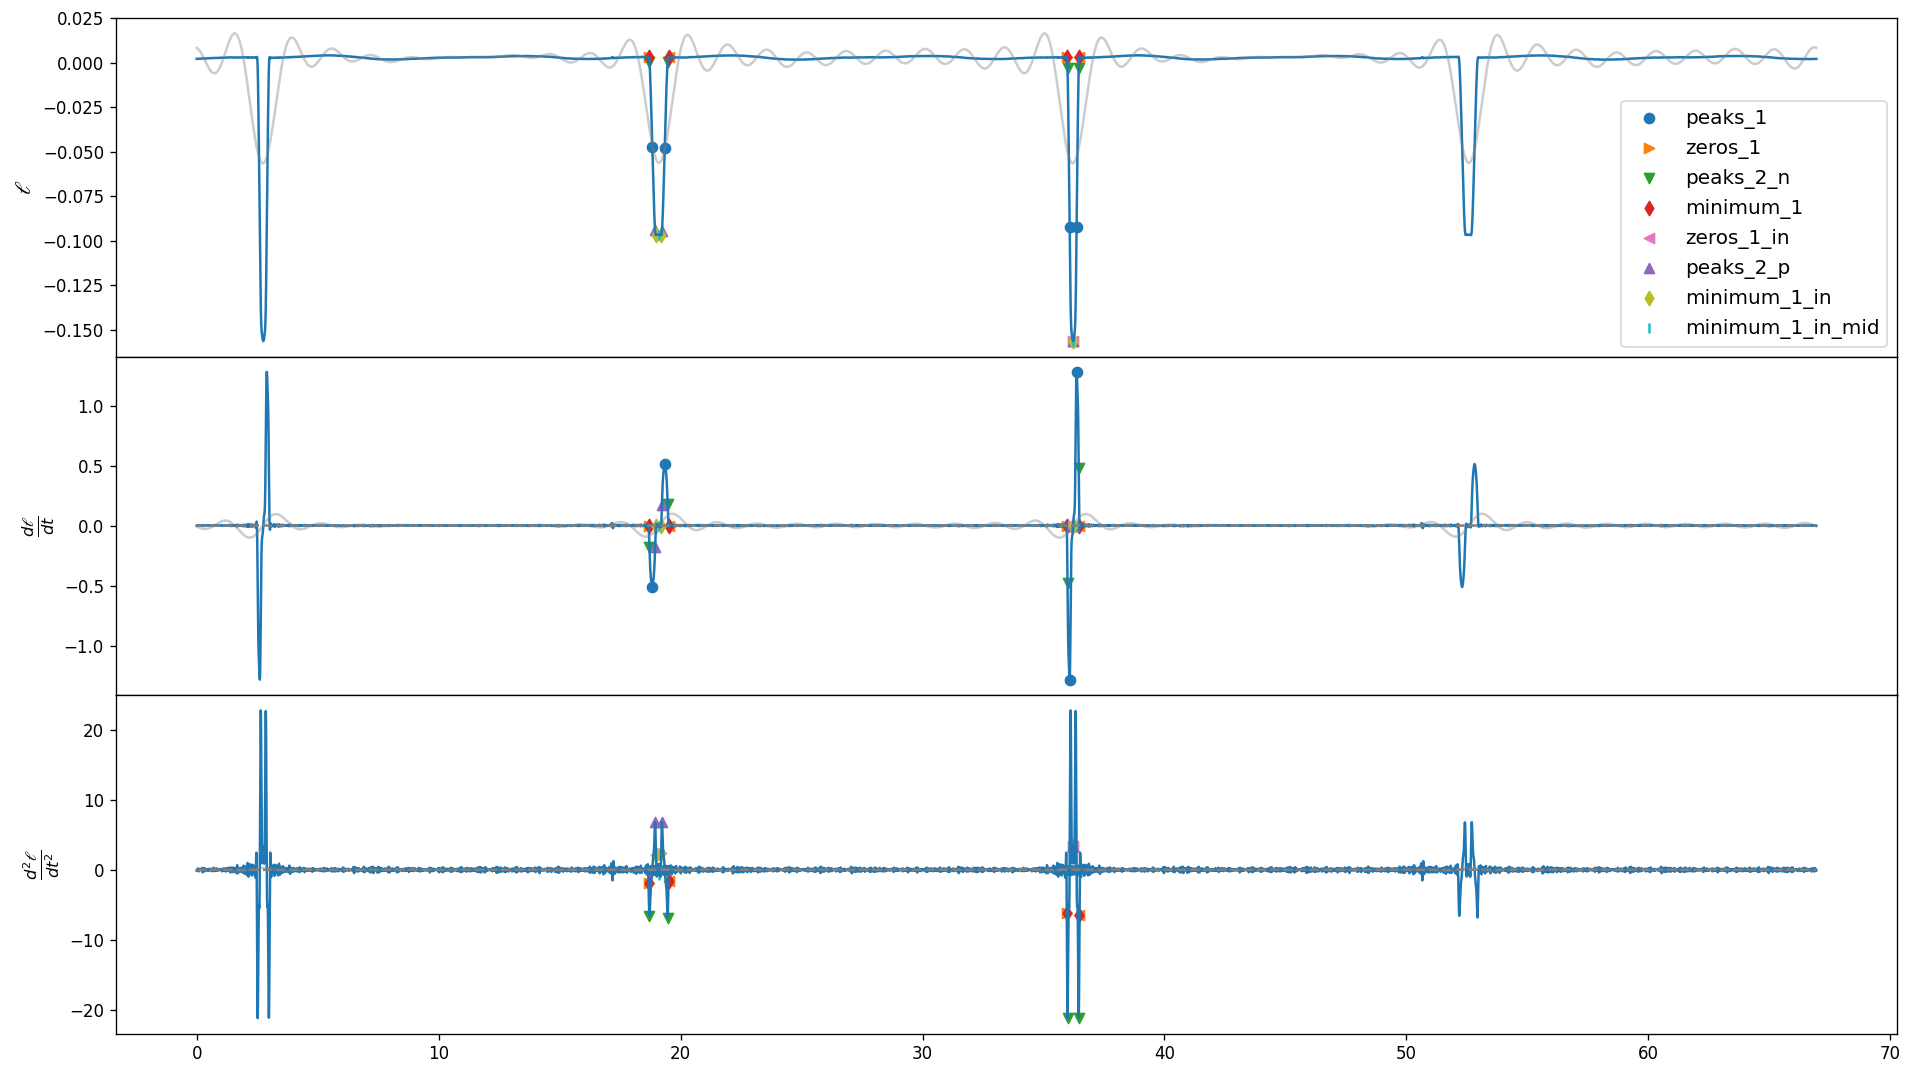 0.025
0.000
−0.025
−0.050
−0.075
−0.100
−0.125
−0.150
ℓ
peaks_1
zeros_1
peaks_2_n
minimum_1
zeros_1_in
peaks_2_p
minimum_1_in
minimum_1_in_mid
1.0
0.5
0.0
−0.5
−1.0
dℓ
dt
20
10
0
−10
−20
d²ℓ
dt²
0 10 20 30 40 50 60 70